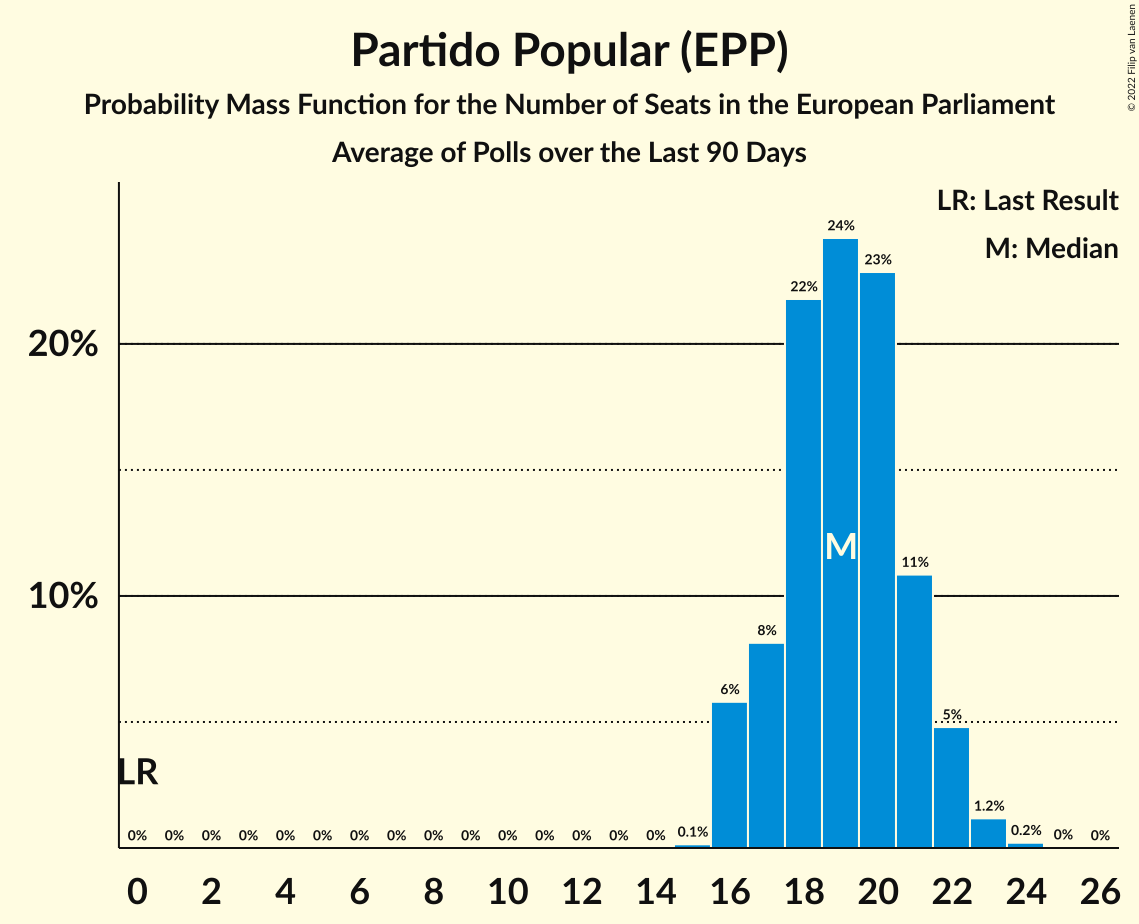 Partido Popular (EPP)
Probability Mass Function for the Number of Seats in the European Parliament
Average of Polls over the Last 90 Days
© 2022 Filip van Laenen
LR: Last Result
M: Median
24%
23%
22%
20%
M
11%
10%
8%
6%
5%
LR
0% 0% 0% 0% 0% 0% 0% 0% 0% 0% 0% 0% 0% 0% 0% 0.1% 1.2% 0.2% 0% 0%
0 2 4 6 8 10 12 14 16 18 20 22 24 26